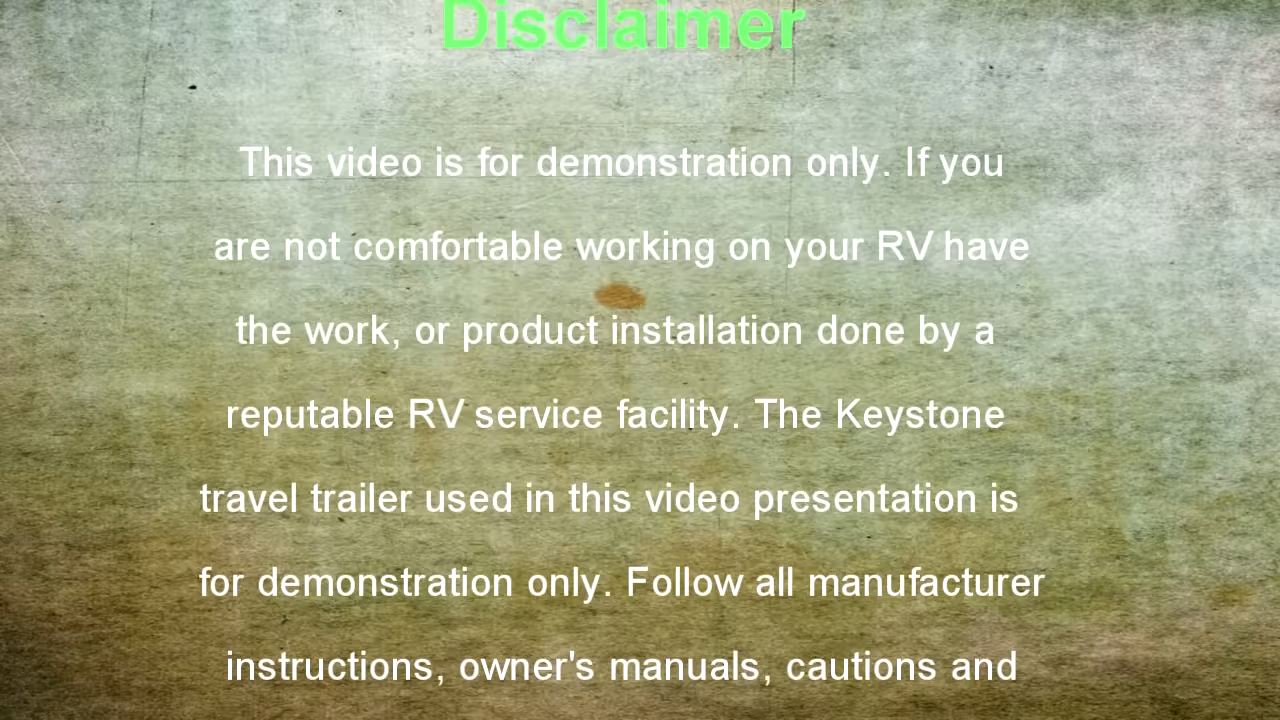 Disclaimer
This video is for demonstration only. If you
are not comfortable working on your RV have
the work, or product installation done by a
reputable RV service facility. The Keystone
travel trailer used in this video presentation is
for demonstration only. Follow all manufacturer
instructions, owner's manuals, cautions and